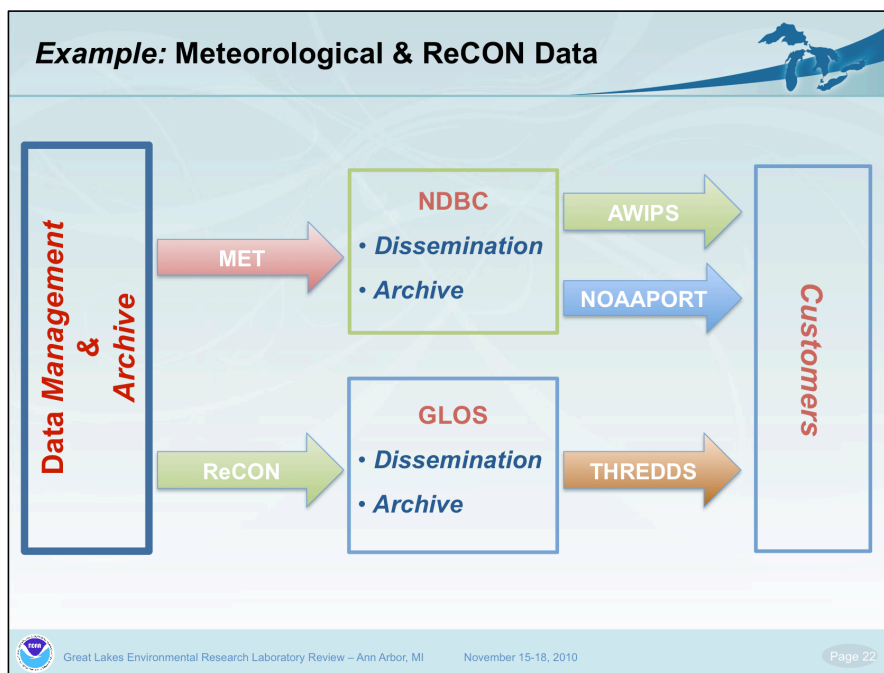 Example: Meteorological & ReCON Data
Data Management
&
Archive
MET
ReCON
NDBC
• Dissemination
• Archive
GLOS
• Dissemination
• Archive
AWIPS
NOAAPORT
THREDDS
Customers
NOAA
Great Lakes Environmental Research Laboratory Review – Ann Arbor, MI November 15-18, 2010 Page 22